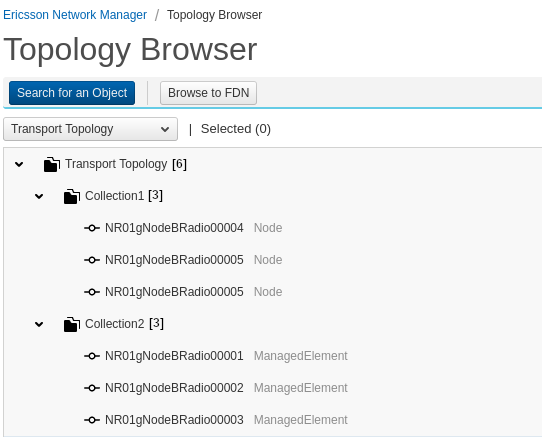 Ericsson Network Manager / Topology Browser
Topology Browser
Search for an Object Browse to FDN
Transport Topology | Selected (0)
Transport Topology [6]
Collection1 [3]
NR01gNodeBRadio00004 Node
NR01gNodeBRadio00005 Node
NR01gNodeBRadio00005 Node
Collection2 [3]
NR01gNodeBRadio00001 ManagedElement
NR01gNodeBRadio00002 ManagedElement
NR01gNodeBRadio00003 ManagedElement